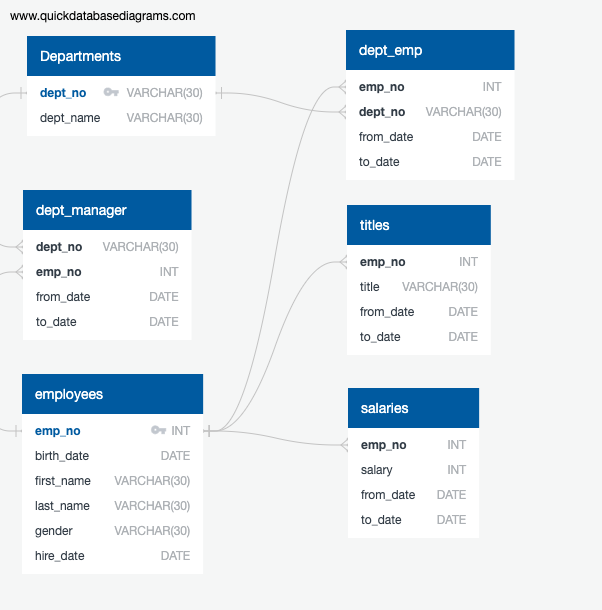 www.quickdatabasediagrams.com
Departments
dept_no VARCHAR(30)
dept_name VARCHAR(30)
dept_emp
emp_no INT
dept_no VARCHAR(30)
from_date DATE
to_date DATE
dept_manager
dept_no VARCHAR(30)
emp_no INT
from_date DATE
to_date DATE
titles
emp_no INT
title VARCHAR(30)
from_date DATE
to_date DATE
employees
emp_no INT
birth_date DATE
first_name VARCHAR(30)
last_name VARCHAR(30)
gender VARCHAR(30)
hire_date DATE
salaries
emp_no INT
salary INT
from_date DATE
to_date DATE